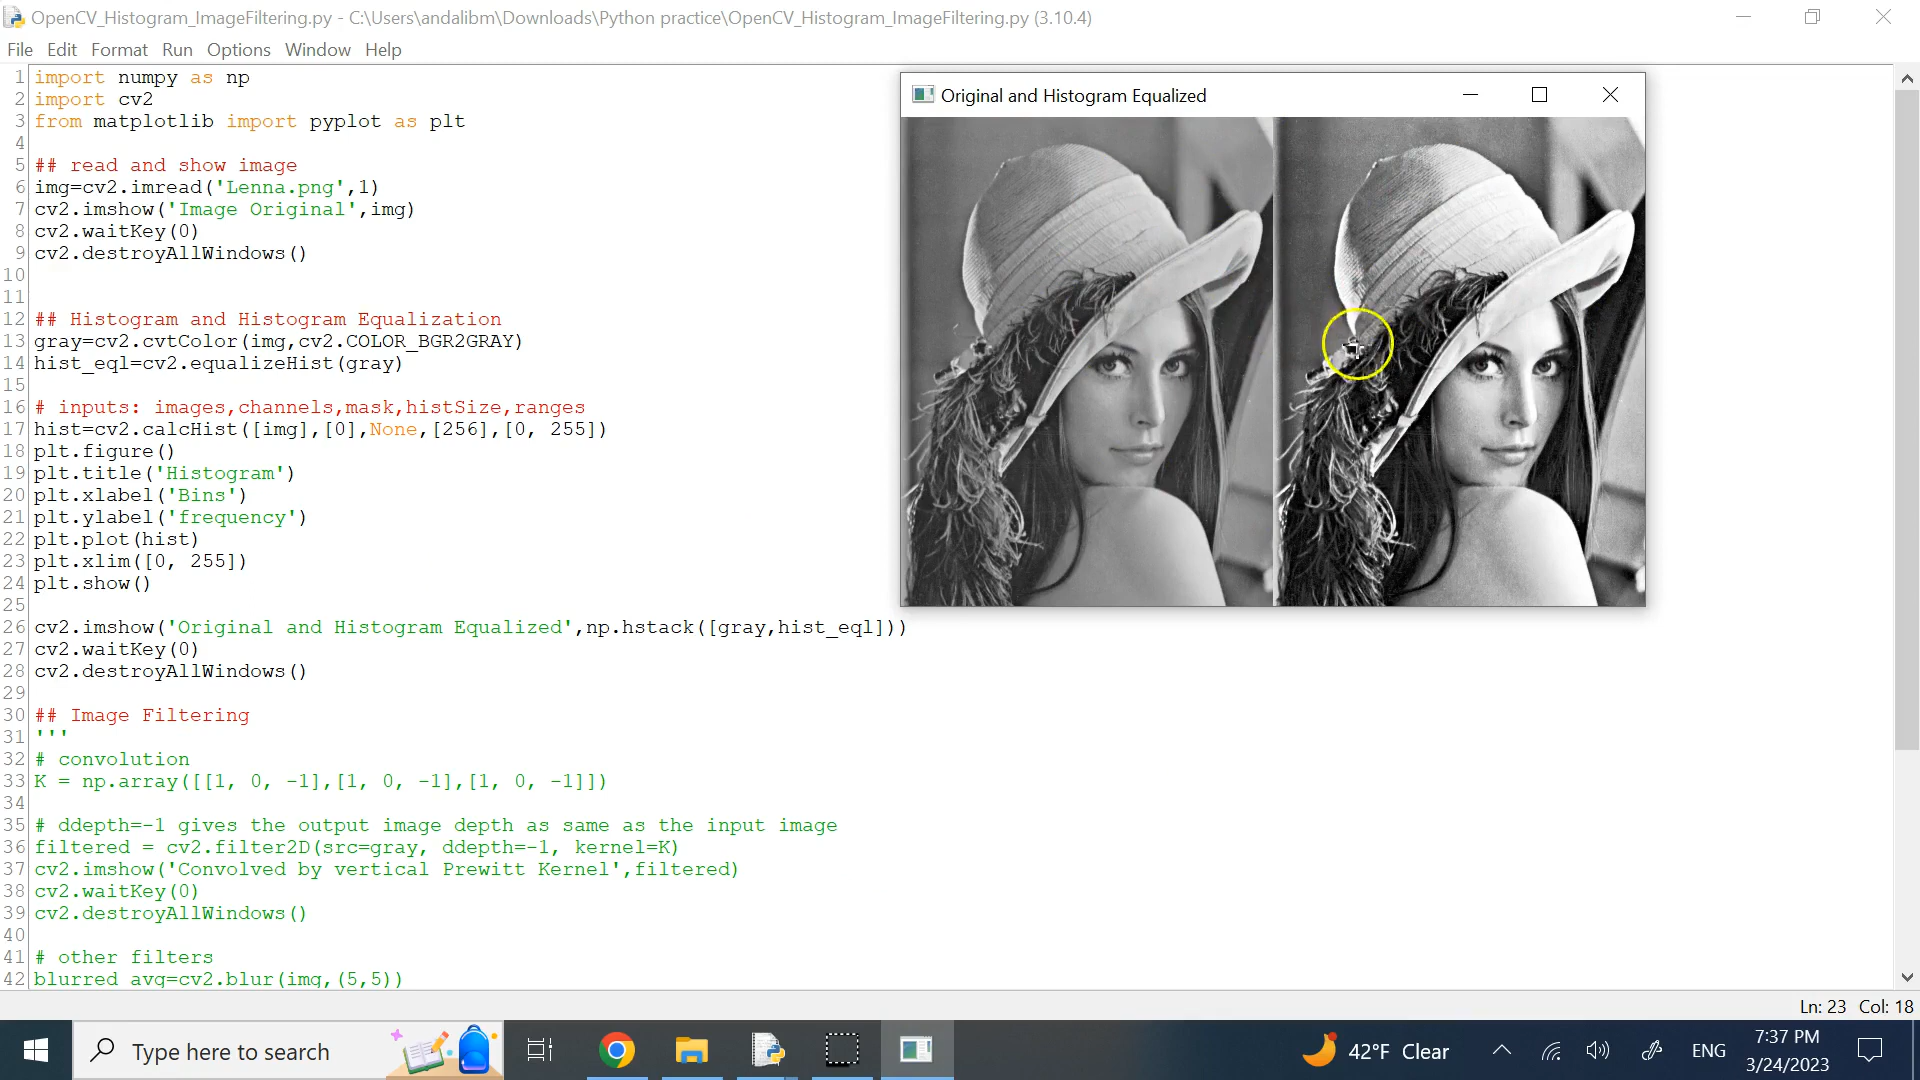 OpenCV_Histogram_ImageFiltering.py - C:\Users\andalibm\Downloads\Python practice\OpenCV_Histogram_ImageFiltering.py (3.10.4)
File Edit Format Run Options Window Help
1 import numpy as np
2 import cv2
3 from matplotlib import pyplot as plt
4
5 ## read and show image
6 img=cv2.imread('Lenna.png',1)
7 cv2.imshow('Image Original',img)
8 cv2.waitKey(0)
9 cv2.destroyAllWindows()
10
11
12 ## Histogram and Histogram Equalization
13 gray=cv2.cvtColor(img,cv2.COLOR_BGR2GRAY)
14 hist_eql=cv2.equalizeHist(gray)
15
16 # inputs: images,channels,mask,histSize,ranges
17 hist=cv2.calcHist([img],[0],None,[256],[0, 255])
18 plt.figure()
19 plt.title('Histogram')
20 plt.xlabel('Bins')
21 plt.ylabel('frequency')
22 plt.plot(hist)
23 plt.xlim([0, 255])
24 plt.show()
25
26 cv2.imshow('Original and Histogram Equalized',np.hstack([gray,hist_eql]))
27 cv2.waitKey(0)
28 cv2.destroyAllWindows()
29
30 ## Image Filtering
31 '''
32 # convolution
33 K = np.array([[1, 0, -1],[1, 0, -1],[1, 0, -1]])
34
35 # ddepth=-1 gives the output image depth as same as the input image
36 filtered = cv2.filter2D(src=gray, ddepth=-1, kernel=K)
37 cv2.imshow('Convolved by vertical Prewitt Kernel',filtered)
38 cv2.waitKey(0)
39 cv2.destroyAllWindows()
40
41 # other filters
42 blurred_avg=cv2.blur(img,(5,5))
Original and Histogram Equalized
Ln: 23 Col: 18
Type here to search
42°F Clear
ENG
7:37 PM
3/24/2023